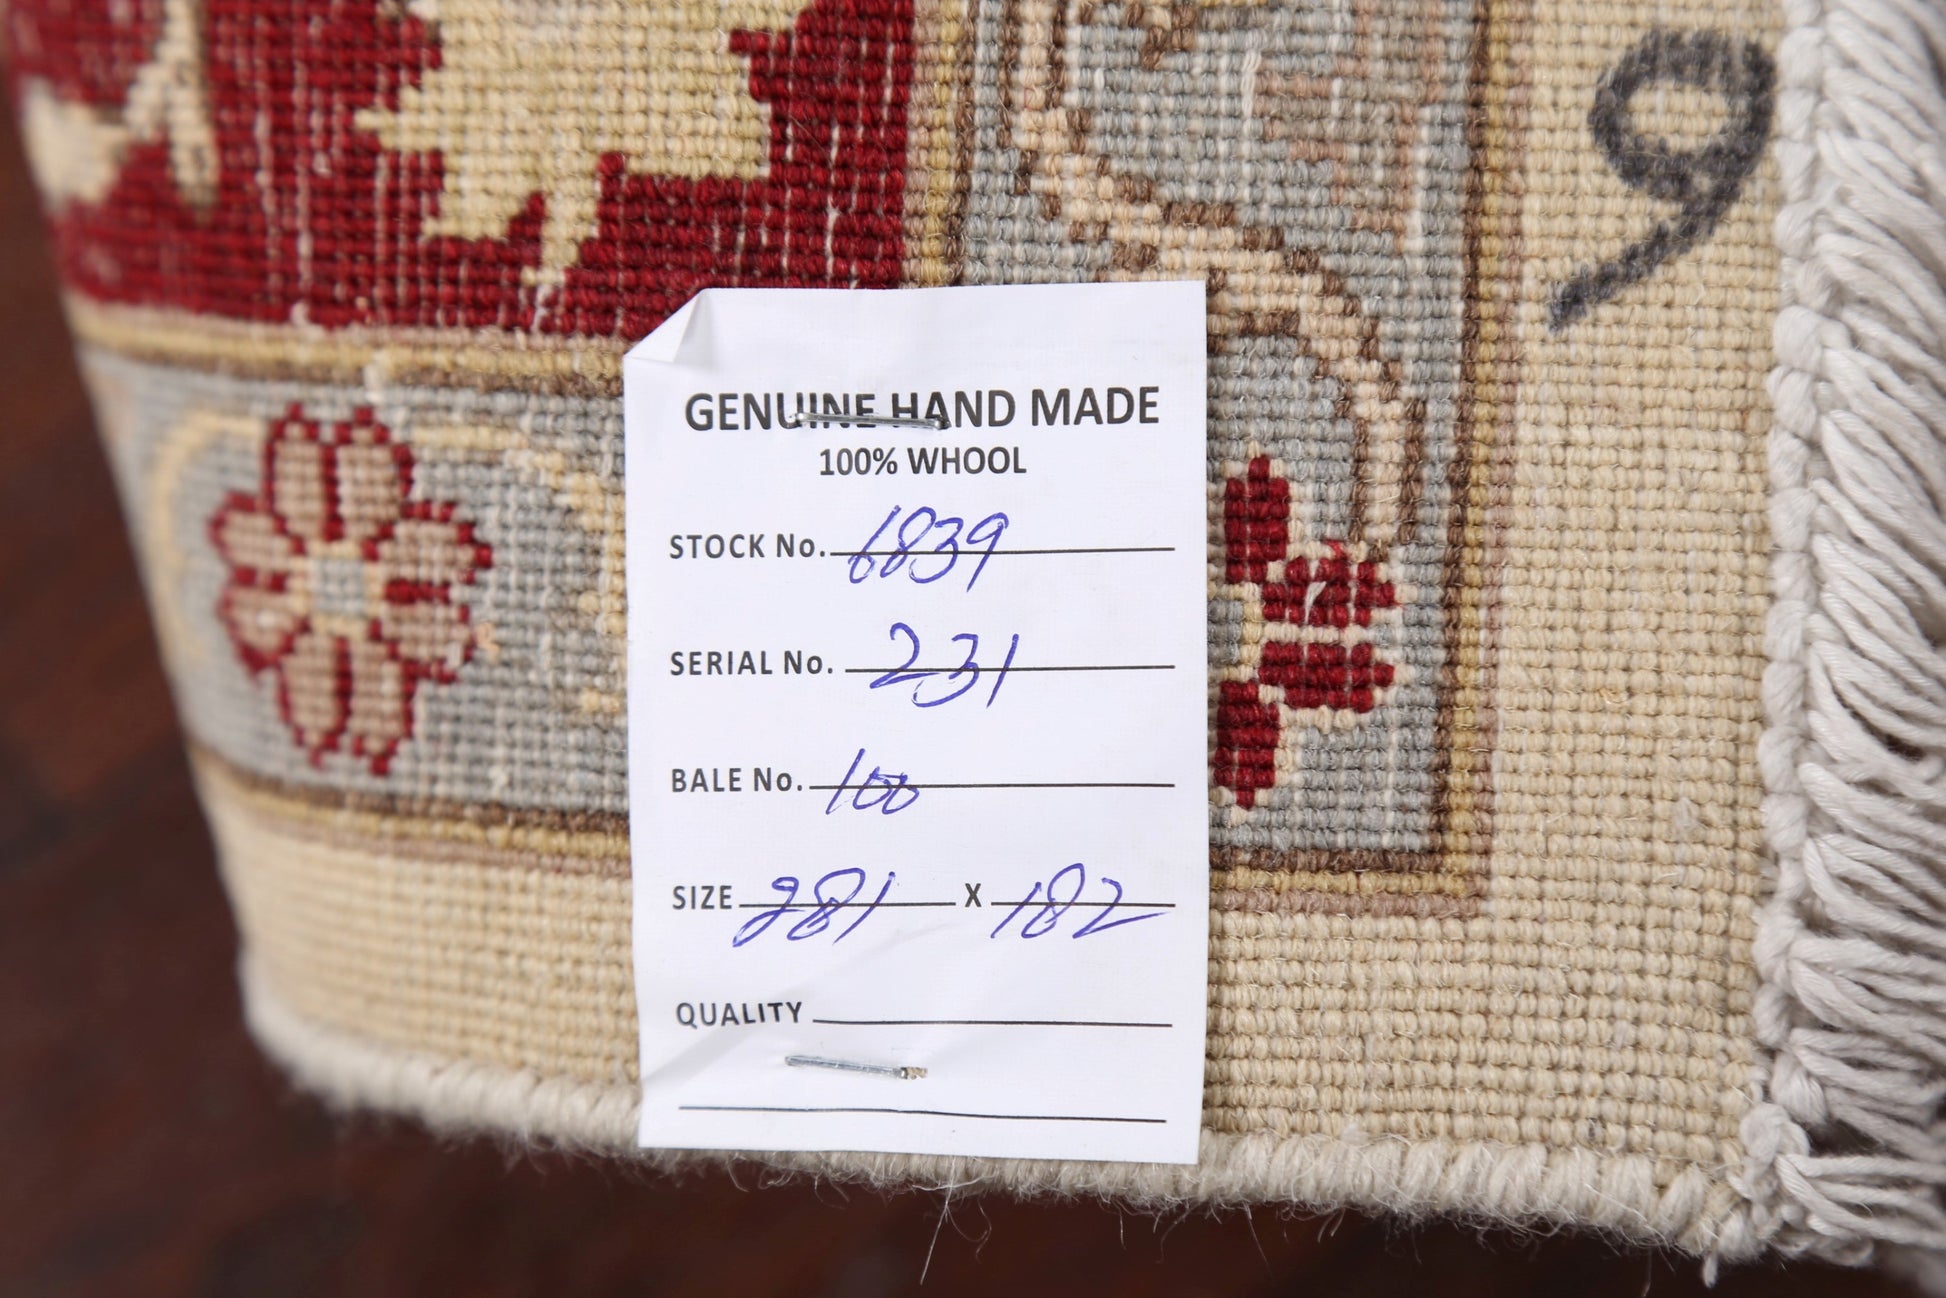 9
GENUINE HAND MADE
100% WHOOL
STOCK No. 6839
SERIAL No. 231
BALE No. 100
SIZE 281 X 182
QUALITY